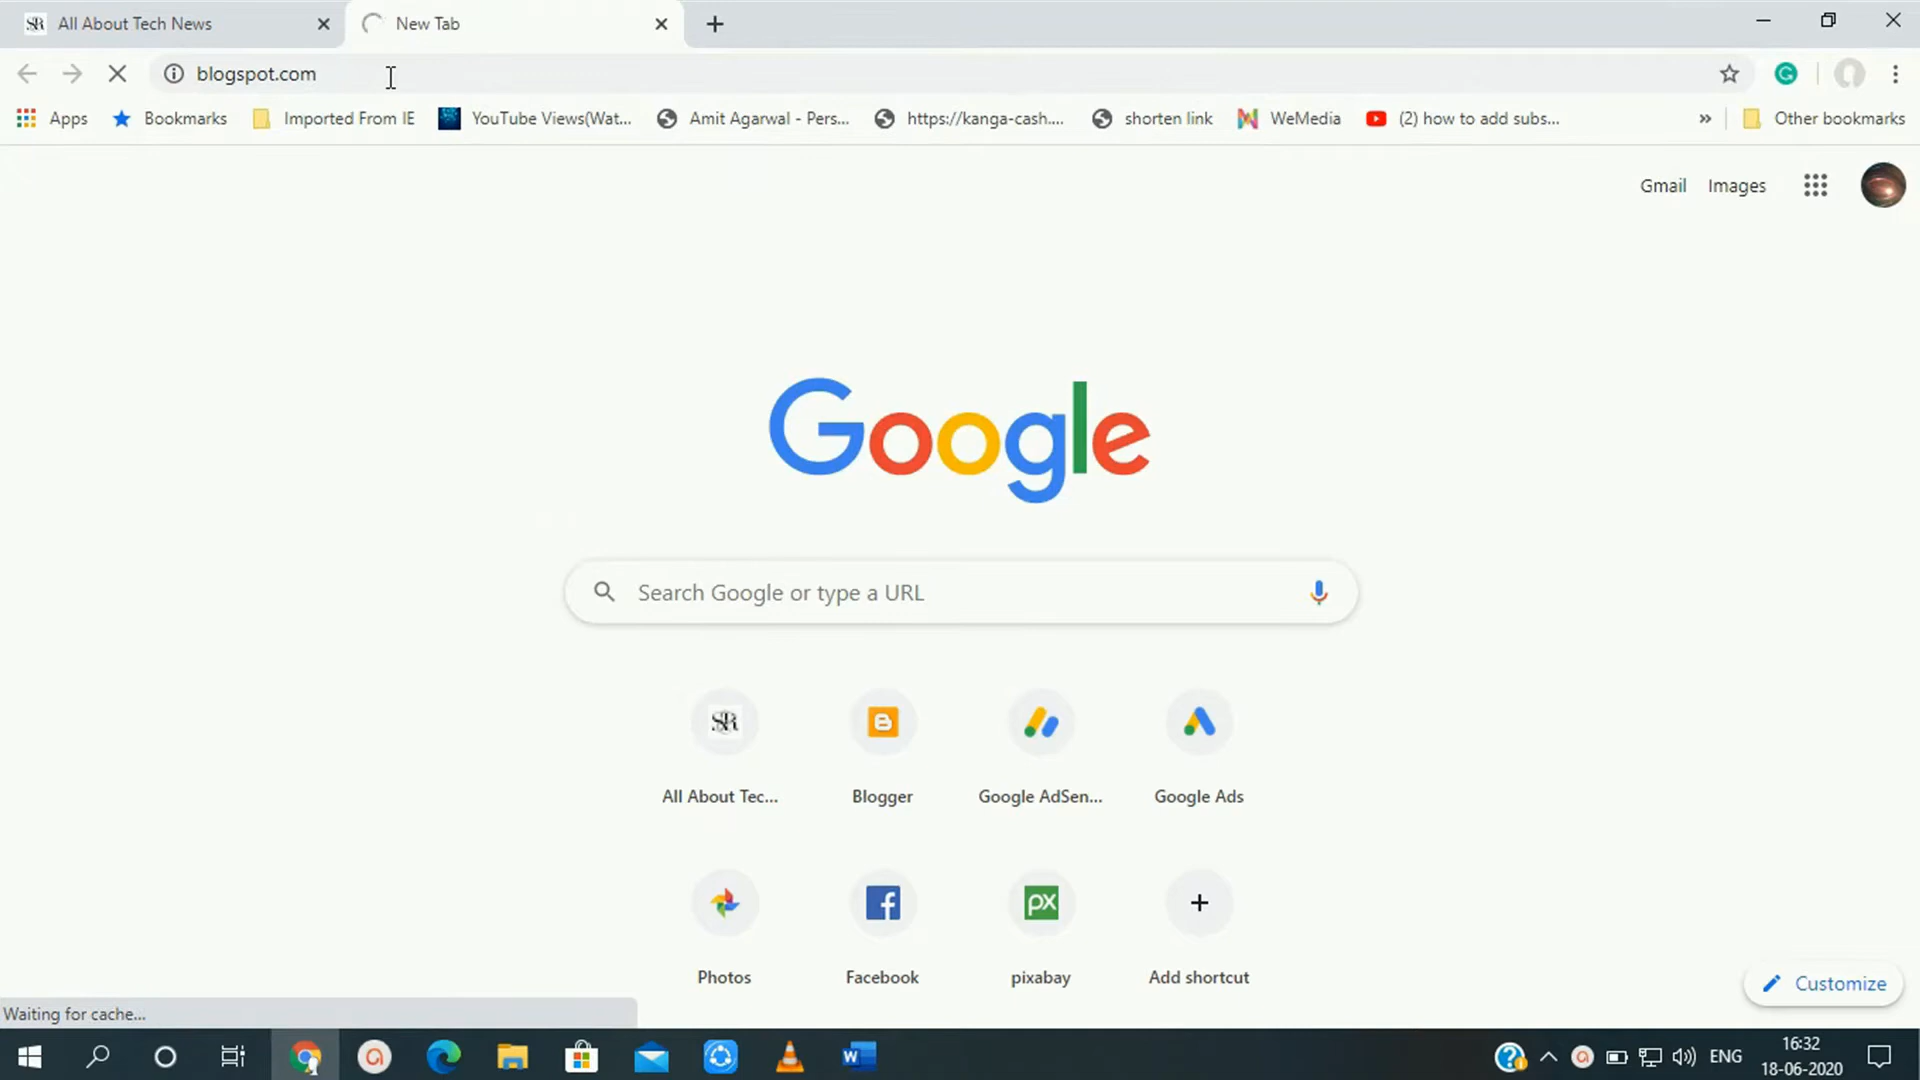 All About Tech News
New Tab
blogspot.com
Apps
Bookmarks
Imported From IE
YouTube Views(Wat...
Amit Agarwal - Pers...
https://kanga-cash....
shorten link
WeMedia
(2) how to add subs...
»
Other bookmarks
Gmail
Images
Google
Search Google or type a URL
SR
All About Tec...
Blogger
Google AdSen...
Google Ads
px
Photos
Facebook
pixabay
Add shortcut
Customize
Waiting for cache...
ENG
16:32
18-06-2020